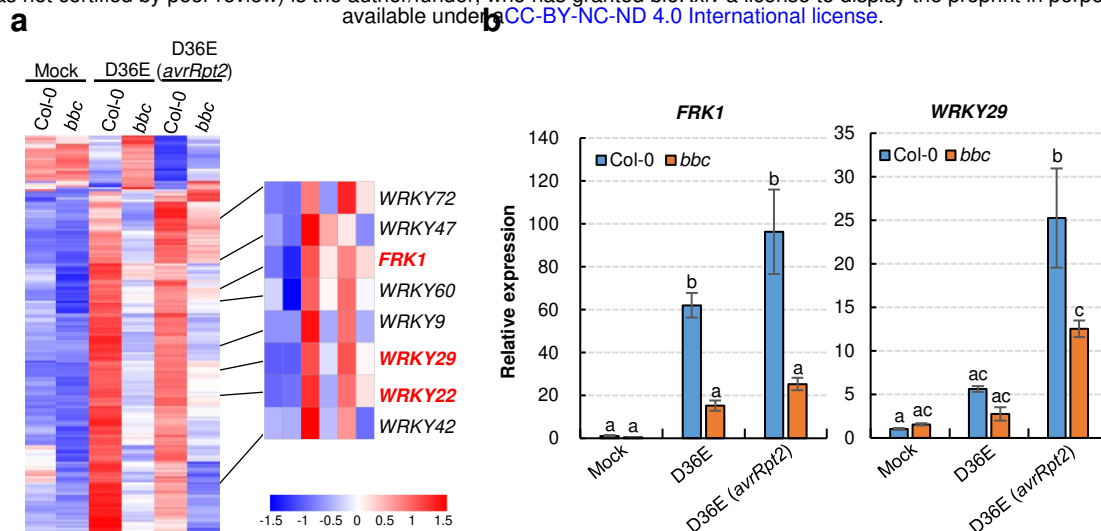 available under aCC-BY-NC-ND 4.0 International license.
a
b
Mock
D36E
D36E
(avrRpt2)
Col-0
bbc
Col-0
bbc
Col-0
bbc
WRKY72
WRKY47
FRK1
WRKY60
WRKY9
WRKY29
WRKY22
WRKY42
-1.5 -1 -0.5 0 0.5 1 1.5
FRK1
Relative expression
140
120
100
80
60
40
20
0
Col-0 bbc
a a b a b a
Mock
D36E
D36E (avrRpt2)
WRKY29
35
30
25
20
15
10
5
0
Col-0 bbc
a ac ac ac b c
Mock
D36E
D36E (avrRpt2)